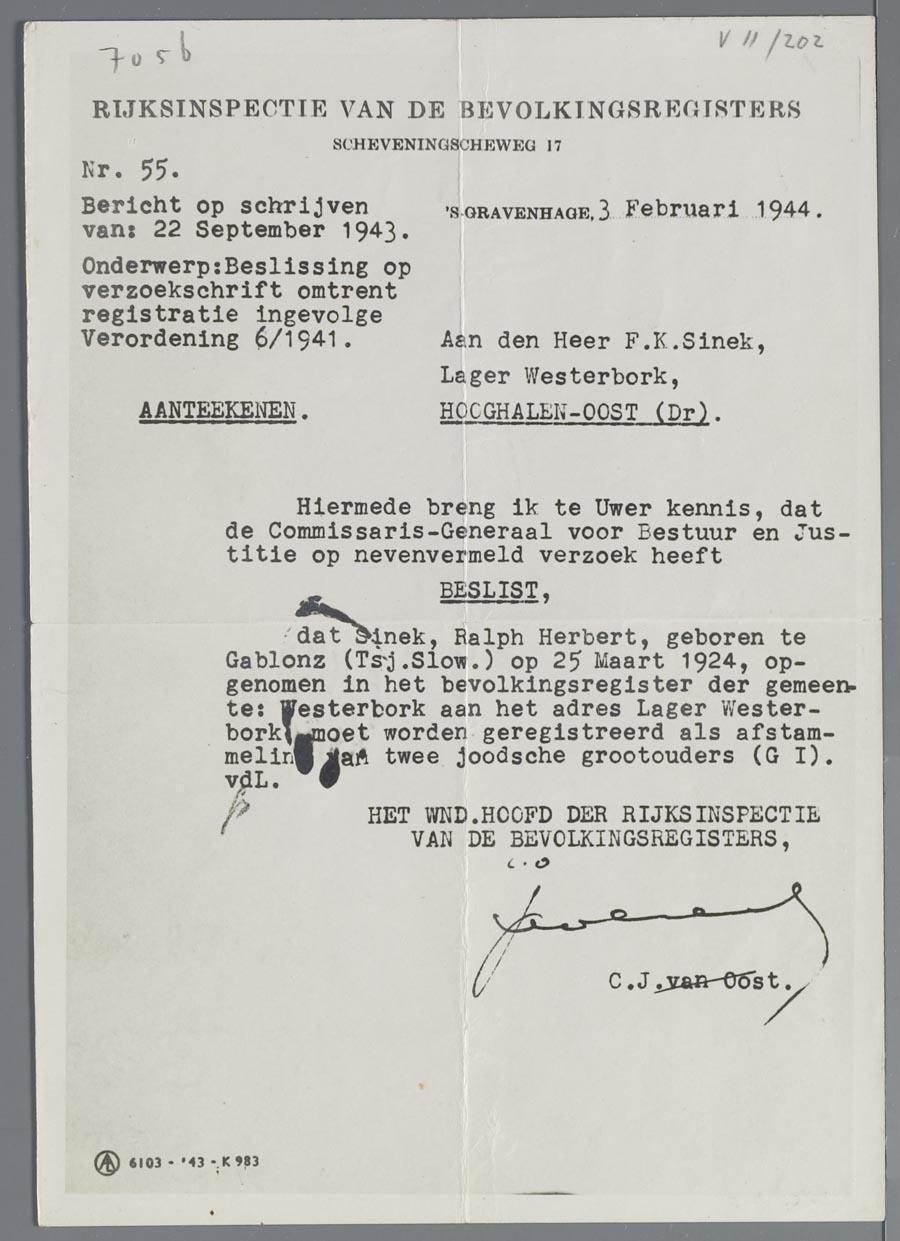 705b
V II/202
RIJKSINSPECTIE VAN DE BEVOLKINGSREGISTERS
SCHEVENINGSCHEWEG 17
Nr. 55.
Bericht op schrijven
van: 22 September 1943.
'S-GRAVENHAGE, 3 Februari 1944.
Onderwerp:Beslissing op
verzoekschrift omtrent
registratie ingevolge
Verordening 6/1941.
Aan den Heer F.K.Sinek,
Lager Westerbork,
AANTEEKENEN.
HOOGHALEN-OOST (Dr).
Hiermede breng ik te Uwer kennis, dat
de Commissaris-Generaal voor Bestuur en Jus-
titie op nevenvermeld verzoek heeft
BESLIST,
dat Sinek, Ralph Herbert, geboren te
Gablonz (Tsj.Slow.) op 25 Maart 1924, op-
genomen in het bevolkingsregister der gemeen-
te: Westerbork aan het adres Lager Wester-
bork, moet worden geregistreerd als afstam-
meling van twee joodsche grootouders (G I).
vdL.
HET WND.HOOFD DER RIJKSINSPECTIE
VAN DE BEVOLKINGSREGISTERS,
C.J.van Oost.
6103 - '43 - K 983